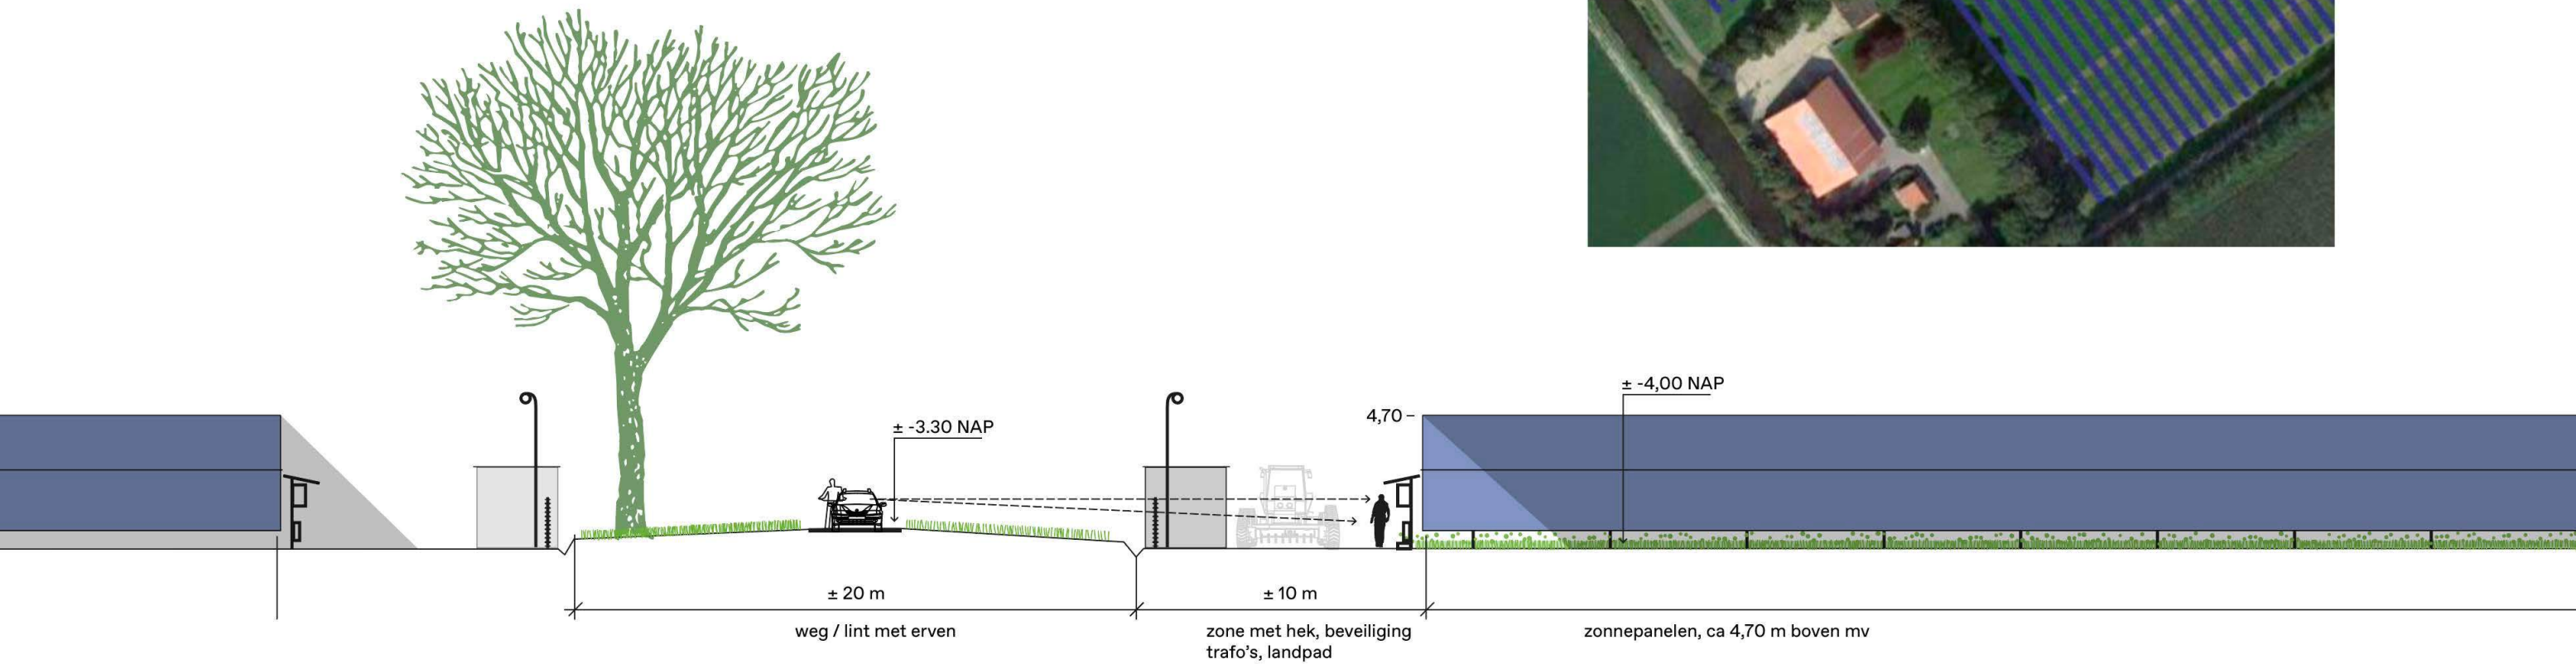 ± -4,00 NAP
4,70
± -3.30 NAP
± 20 m
± 10 m
weg / lint met erven
zone met hek, beveiliging
trafo's, landpad
zonnepanelen, ca 4,70 m boven mv